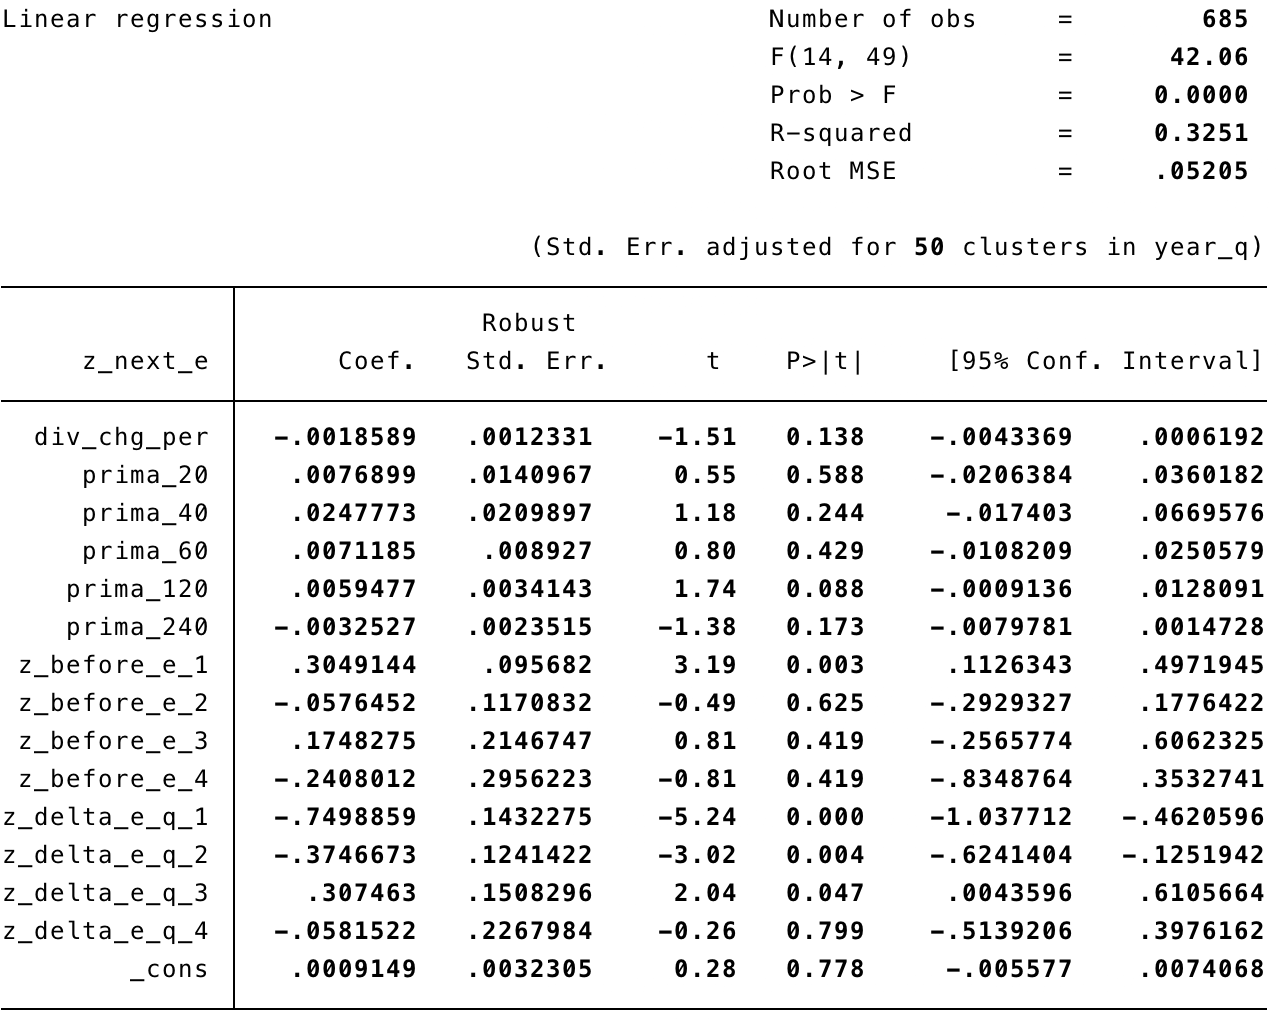 Linear regression Number of obs = 685
F(14, 49) = 42.06
Prob > F = 0.0000
R-squared = 0.3251
Root MSE = .05205
(Std. Err. adjusted for 50 clusters in year_q)
Robust
z_next_e Coef. Std. Err. t P>|t| [95% Conf. Interval]
div_chg_per -.0018589 .0012331 -1.51 0.138 -.0043369 .0006192
prima_20 .0076899 .0140967 0.55 0.588 -.0206384 .0360182
prima_40 .0247773 .0209897 1.18 0.244 -.017403 .0669576
prima_60 .0071185 .008927 0.80 0.429 -.0108209 .0250579
prima_120 .0059477 .0034143 1.74 0.088 -.0009136 .0128091
prima_240 -.0032527 .0023515 -1.38 0.173 -.0079781 .0014728
z_before_e_1 .3049144 .095682 3.19 0.003 .1126343 .4971945
z_before_e_2 -.0576452 .1170832 -0.49 0.625 -.2929327 .1776422
z_before_e_3 .1748275 .2146747 0.81 0.419 -.2565774 .6062325
z_before_e_4 -.2408012 .2956223 -0.81 0.419 -.8348764 .3532741
z_delta_e_q_1 -.7498859 .1432275 -5.24 0.000 -1.037712 -.4620596
z_delta_e_q_2 -.3746673 .1241422 -3.02 0.004 -.6241404 -.1251942
z_delta_e_q_3 .307463 .1508296 2.04 0.047 .0043596 .6105664
z_delta_e_q_4 -.0581522 .2267984 -0.26 0.799 -.5139206 .3976162
_cons .0009149 .0032305 0.28 0.778 -.005577 .0074068